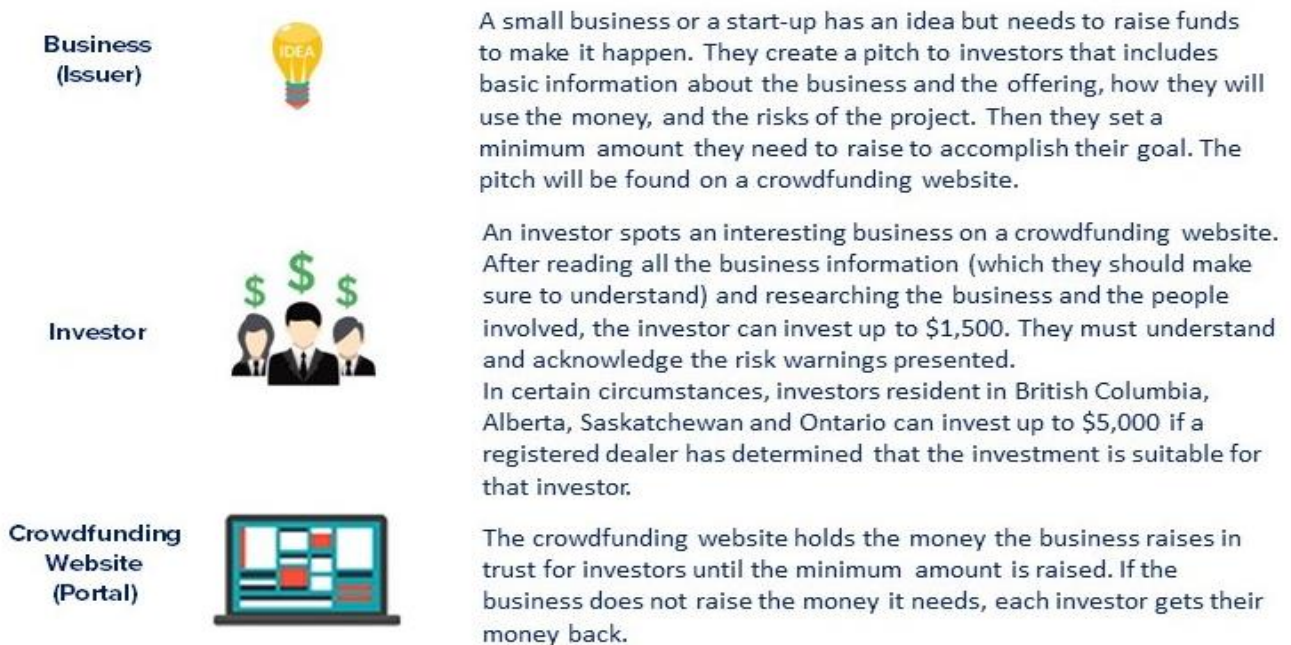 Business
(Issuer)
IDEA
A small business or a start-up has an idea but needs to raise funds
to make it happen. They create a pitch to investors that includes
basic information about the business and the offering, how they will
use the money, and the risks of the project. Then they set a
minimum amount they need to raise to accomplish their goal. The
pitch will be found on a crowdfunding website.
Investor
$ $ $
An investor spots an interesting business on a crowdfunding website.
After reading all the business information (which they should make
sure to understand) and researching the business and the people
involved, the investor can invest up to $1,500. They must understand
and acknowledge the risk warnings presented.
In certain circumstances, investors resident in British Columbia,
Alberta, Saskatchewan and Ontario can invest up to $5,000 if a
registered dealer has determined that the investment is suitable for
that investor.
Crowdfunding
Website
(Portal)
The crowdfunding website holds the money the business raises in
trust for investors until the minimum amount is raised. If the
business does not raise the money it needs, each investor gets their
money back.